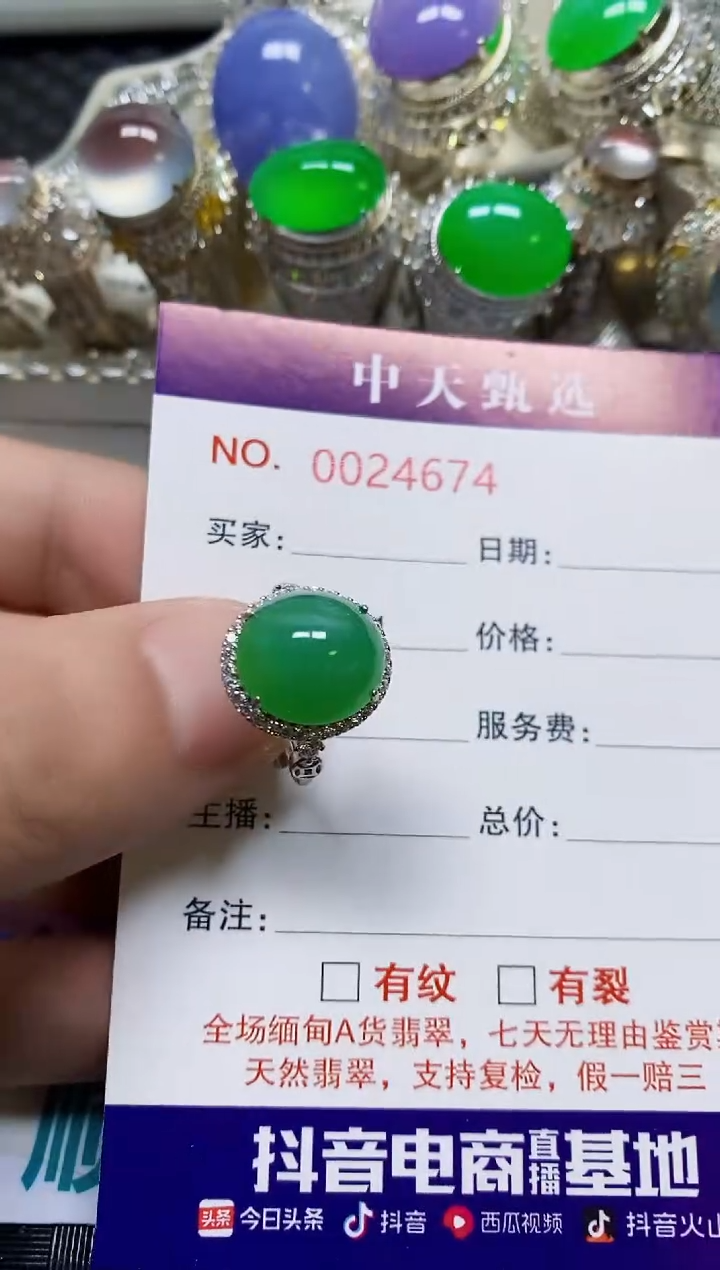 中天甄选
NO. 0024674
买家: 日期:
价格:
服务费:
主播: 总价:
备注:
有纹 有裂
全场缅甸A货翡翠，七天无理由鉴赏
天然翡翠，支持复检，假一赔三
抖音电商直播基地
头条 今日头条 抖音 西瓜视频 抖音火山
顺